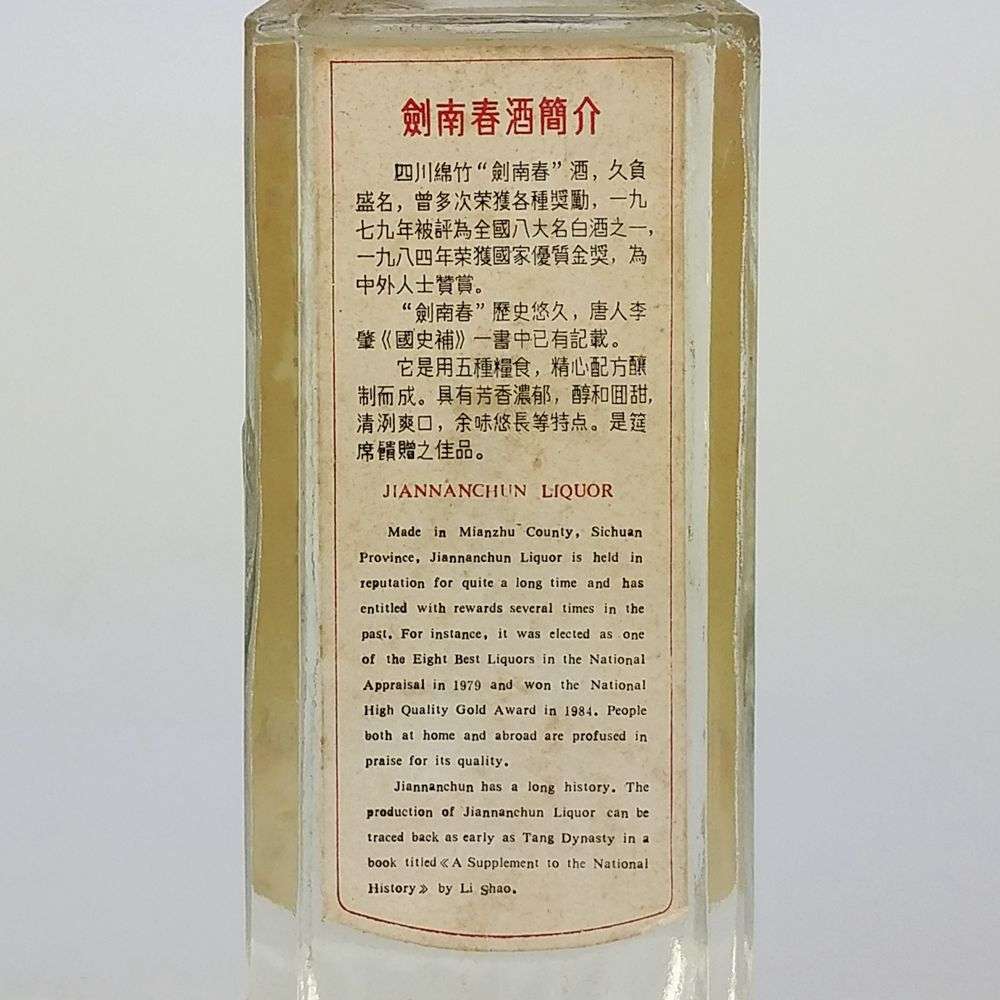 劍南春酒簡介
四川綿竹“劍南春”酒，久負
盛名，曾多次荣獲各種獎勵，一九
七九年被評為全國八大名白酒之一，
一九八四年荣獲國家優質金獎，為
中外人士贊賞。
“劍南春”歷史悠久，唐人李
肇《國史補》一書中已有記載。
它是用五種糧食，精心配方釀
制而成。具有芳香濃郁，醇和囬甜，
清洌爽口，余味悠長等特点。是筵
席饋贈之佳品。
JIANNANCHUN LIQUOR
Made in Mianzhu County, Sichuan
Province, Jiannanchun Liquor is held in
reputation for quite a long time and has
entitled with rewards several times in the
past. For instance, it was elected as one
of the Eight Best Liquors in the National
Appraisal in 1979 and won the National
High Quality Gold Award in 1984. People
both at home and abroad are profused in
praise for its quality.
Jiannanchun has a long history. The
production of Jiannanchun Liquor can be
traced back as early as Tang Dynasty in a
book titled《A Supplement to the National
History》 by Li Shao.